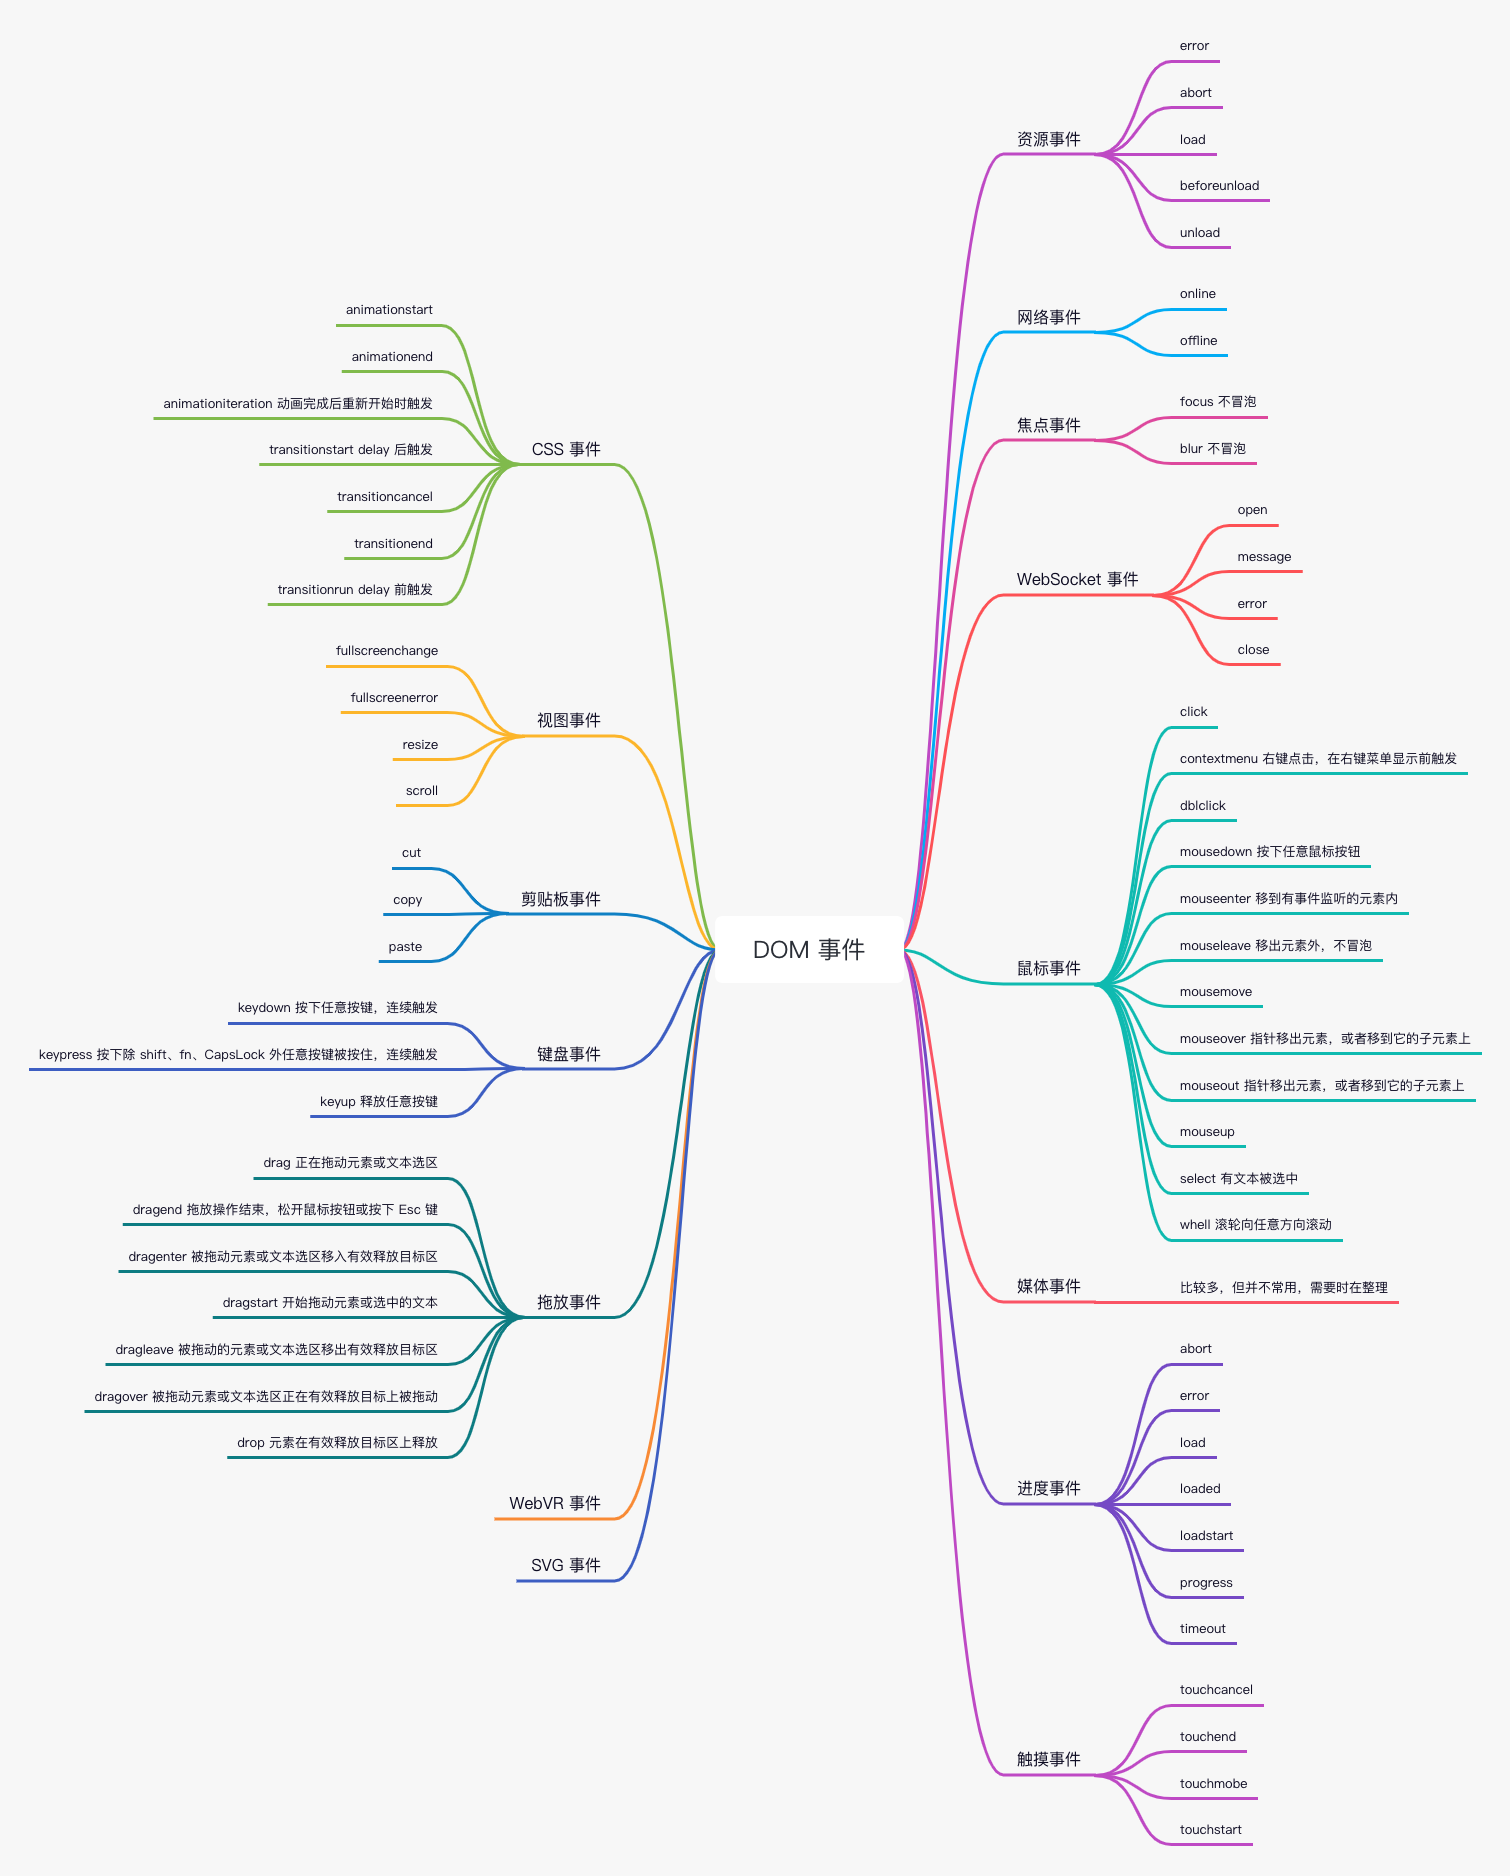 DOM 事件
资源事件
error
abort
load
beforeunload
unload
网络事件
online
offline
焦点事件
focus 不冒泡
blur 不冒泡
WebSocket 事件
open
message
error
close
鼠标事件
click
contextmenu 右键点击，在右键菜单显示前触发
dblclick
mousedown 按下任意鼠标按钮
mouseenter 移到有事件监听的元素内
mouseleave 移出元素外，不冒泡
mousemove
mouseover 指针移出元素，或者移到它的子元素上
mouseout 指针移出元素，或者移到它的子元素上
mouseup
select 有文本被选中
whell 滚轮向任意方向滚动
媒体事件
比较多，但并不常用，需要时在整理
进度事件
abort
error
load
loaded
loadstart
progress
timeout
触摸事件
touchcancel
touchend
touchmobe
touchstart
CSS 事件
animationstart
animationend
animationiteration 动画完成后重新开始时触发
transitionstart delay 后触发
transitioncancel
transitionend
transitionrun delay 前触发
视图事件
fullscreenchange
fullscreenerror
resize
scroll
剪贴板事件
cut
copy
paste
键盘事件
keydown 按下任意按键，连续触发
keypress 按下除 shift、fn、CapsLock 外任意按键被按住，连续触发
keyup 释放任意按键
拖放事件
drag 正在拖动元素或文本选区
dragend 拖放操作结束，松开鼠标按钮或按下 Esc 键
dragenter 被拖动元素或文本选区移入有效释放目标区
dragstart 开始拖动元素或选中的文本
dragleave 被拖动的元素或文本选区移出有效释放目标区
dragover 被拖动元素或文本选区正在有效释放目标上被拖动
drop 元素在有效释放目标区上释放
WebVR 事件
SVG 事件